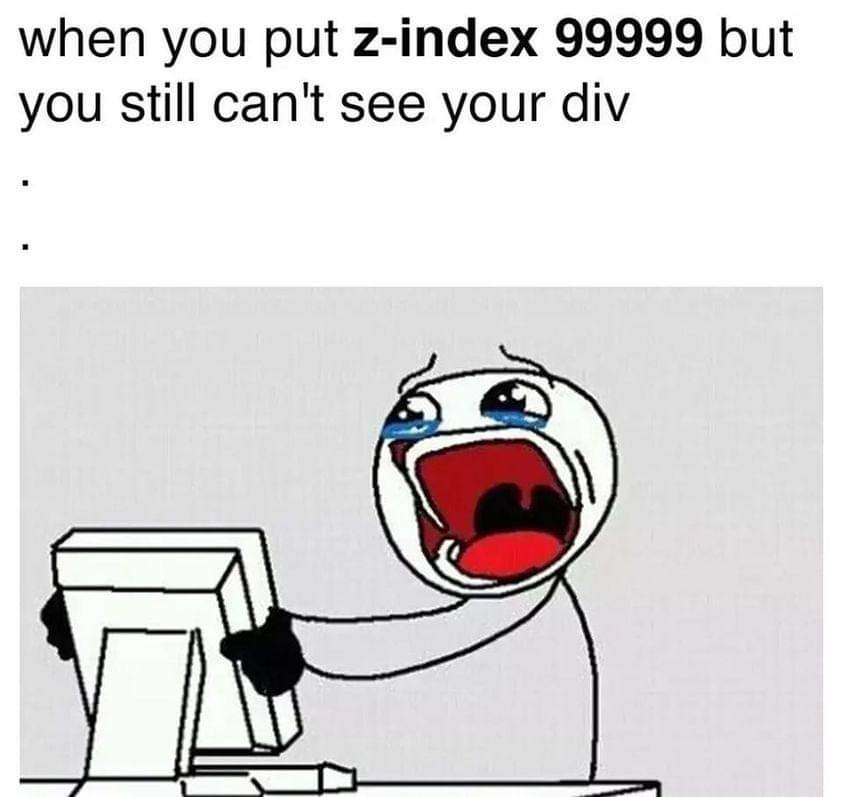 when you put z-index 99999 but
you still can't see your div
.
.